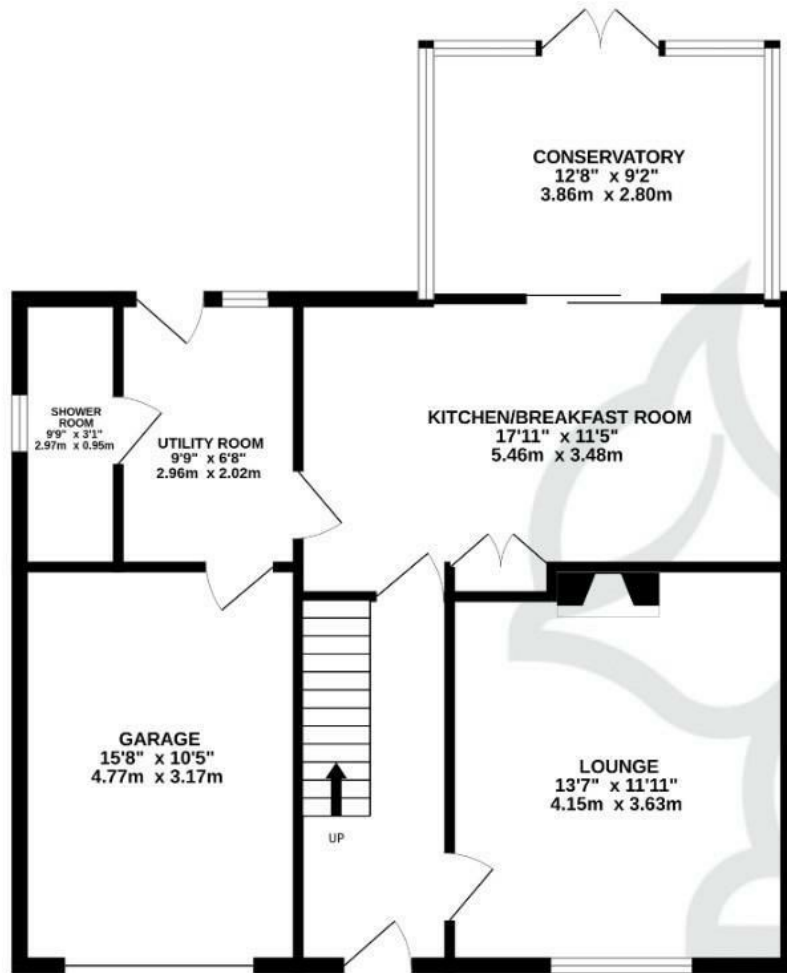 CONSERVATORY
12'8" x 9'2"
3.86m x 2.80m
SHOWER
ROOM
9'9" x 3'1"
2.97m x 0.95m
UTILITY ROOM
9'9" x 6'8"
2.96m x 2.02m
KITCHEN/BREAKFAST ROOM
17'11" x 11'5"
5.46m x 3.48m
GARAGE
15'8" x 10'5"
4.77m x 3.17m
UP
LOUNGE
13'7" x 11'11"
4.15m x 3.63m